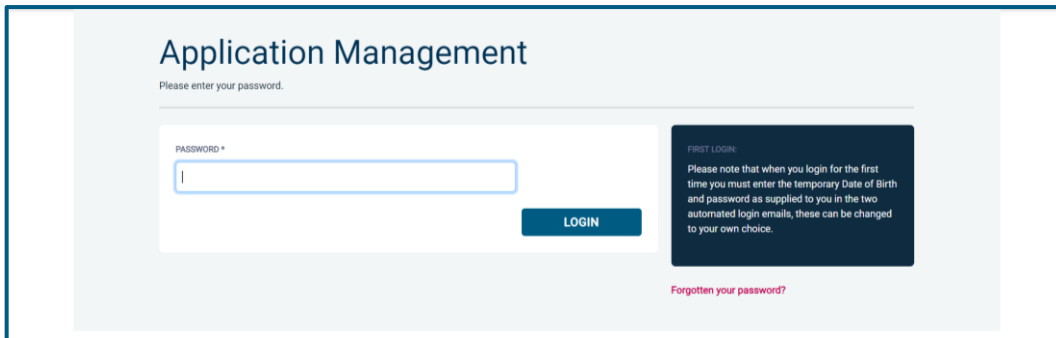 Application Management
Please enter your password.
PASSWORD *
LOGIN
FIRST LOGIN:
Please note that when you login for the first
time you must enter the temporary Date of Birth
and password as supplied to you in the two
automated login emails, these can be changed
to your own choice.
Forgotten your password?